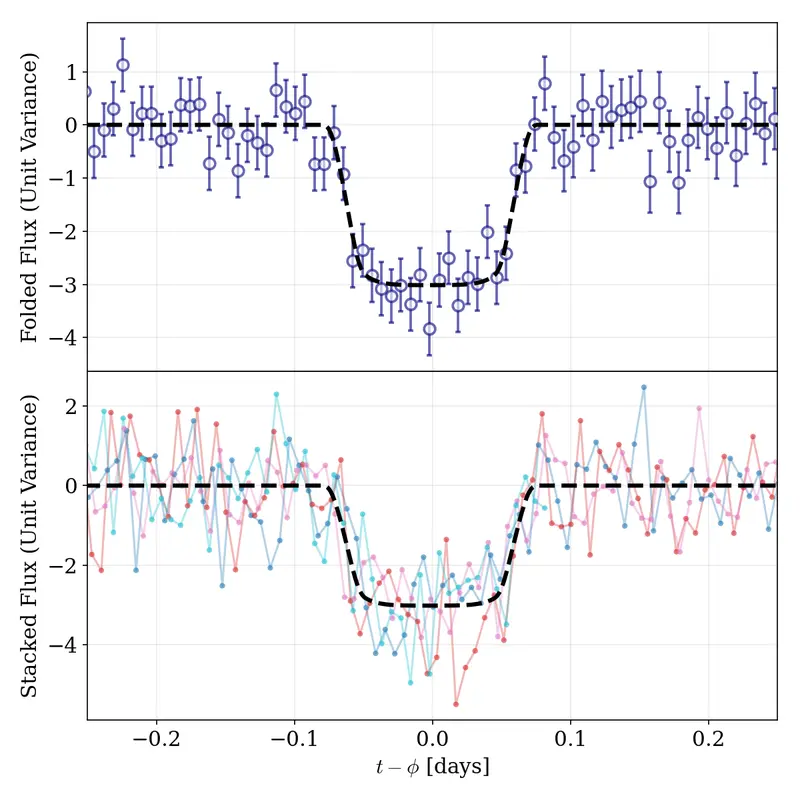 Folded Flux (Unit Variance)
1
0
−1
−2
−3
−4
Stacked Flux (Unit Variance)
2
0
−2
−4
−0.2 −0.1 0.0 0.1 0.2
t − ϕ [days]